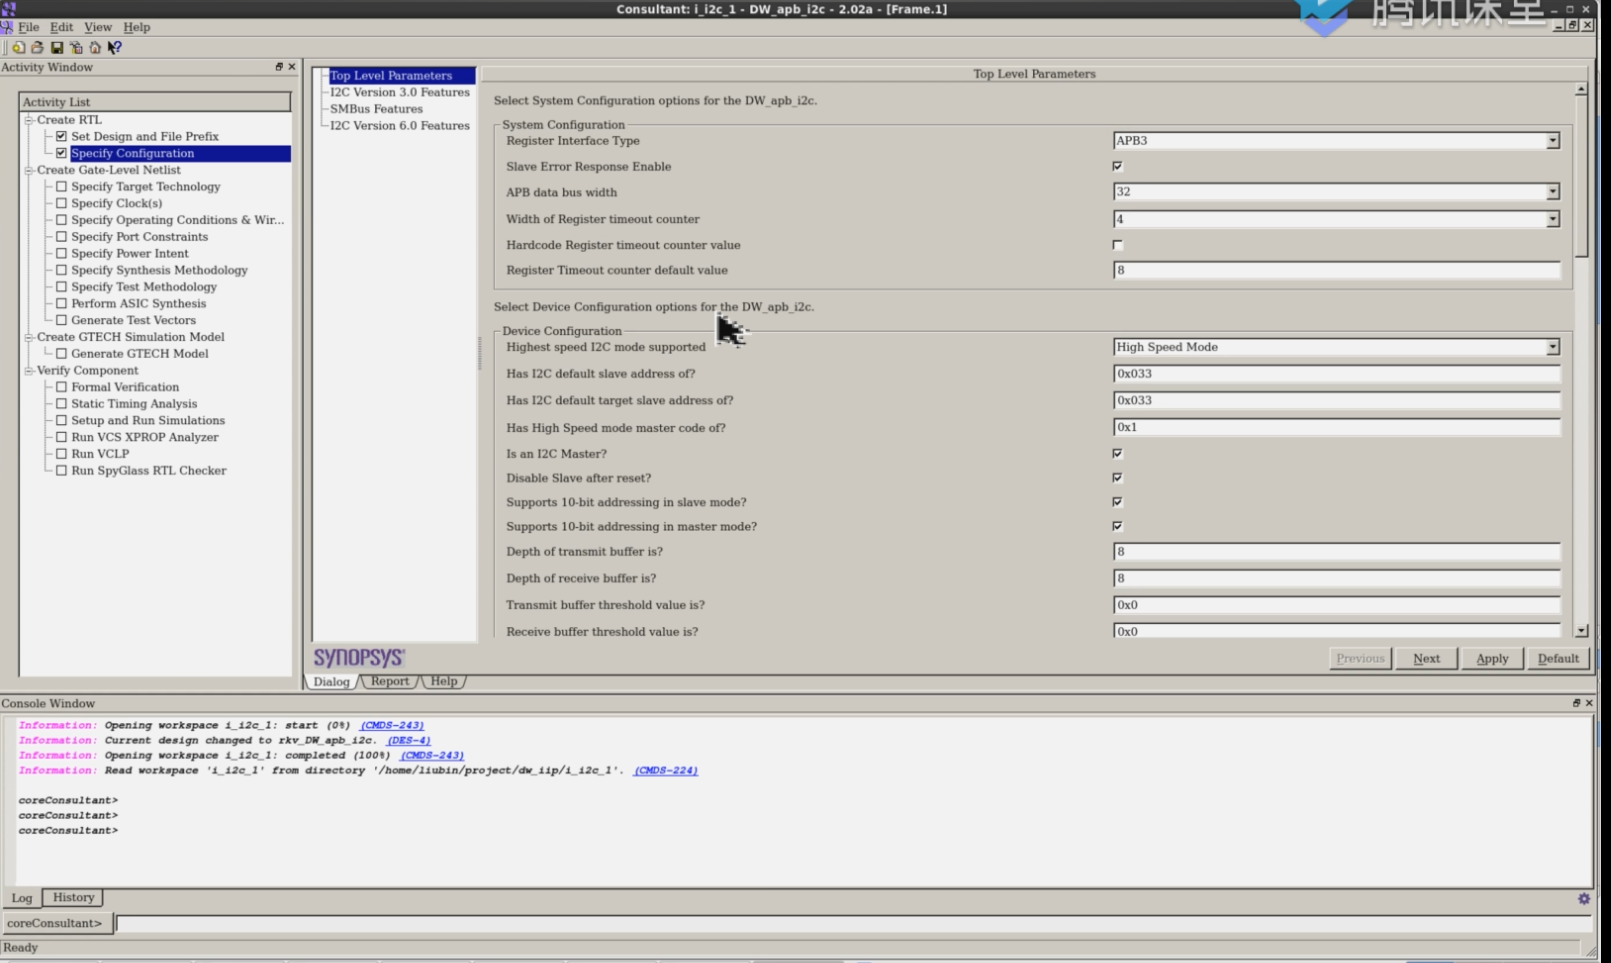 Consultant: i_i2c_1 - DW_apb_i2c - 2.02a - [Frame.1]
腾讯课堂
File Edit View Help
Activity Window
Activity List
Create RTL
Set Design and File Prefix
Specify Configuration
Create Gate-Level Netlist
Specify Target Technology
Specify Clock(s)
Specify Operating Conditions & Wir...
Specify Port Constraints
Specify Power Intent
Specify Synthesis Methodology
Specify Test Methodology
Perform ASIC Synthesis
Generate Test Vectors
Create GTECH Simulation Model
Generate GTECH Model
Verify Component
Formal Verification
Static Timing Analysis
Setup and Run Simulations
Run VCS XPROP Analyzer
Run VCLP
Run SpyGlass RTL Checker
Top Level Parameters
I2C Version 3.0 Features
SMBus Features
I2C Version 6.0 Features
Top Level Parameters
Select System Configuration options for the DW_apb_i2c.
System Configuration
Register Interface Type APB3
Slave Error Response Enable
APB data bus width 32
Width of Register timeout counter 4
Hardcode Register timeout counter value
Register Timeout counter default value 8
Select Device Configuration options for the DW_apb_i2c.
Device Configuration
Highest speed I2C mode supported High Speed Mode
Has I2C default slave address of? 0x033
Has I2C default target slave address of? 0x033
Has High Speed mode master code of? 0x1
Is an I2C Master?
Disable Slave after reset?
Supports 10-bit addressing in slave mode?
Supports 10-bit addressing in master mode?
Depth of transmit buffer is? 8
Depth of receive buffer is? 8
Transmit buffer threshold value is? 0x0
Receive buffer threshold value is? 0x0
SYNOPSYS
Previous Next Apply Default
Dialog Report Help
Console Window
Information: Opening workspace i_i2c_1: start (0%) (CMDS-243)
Information: Current design changed to rkv_DW_apb_i2c. (DES-4)
Information: Opening workspace i_i2c_1: completed (100%) (CMDS-243)
Information: Read workspace 'i_i2c_1' from directory '/home/liubin/project/dw_iip/i_i2c_1'. (CMDS-224)
coreConsultant>
coreConsultant>
coreConsultant>
Log History
coreConsultant>
Ready